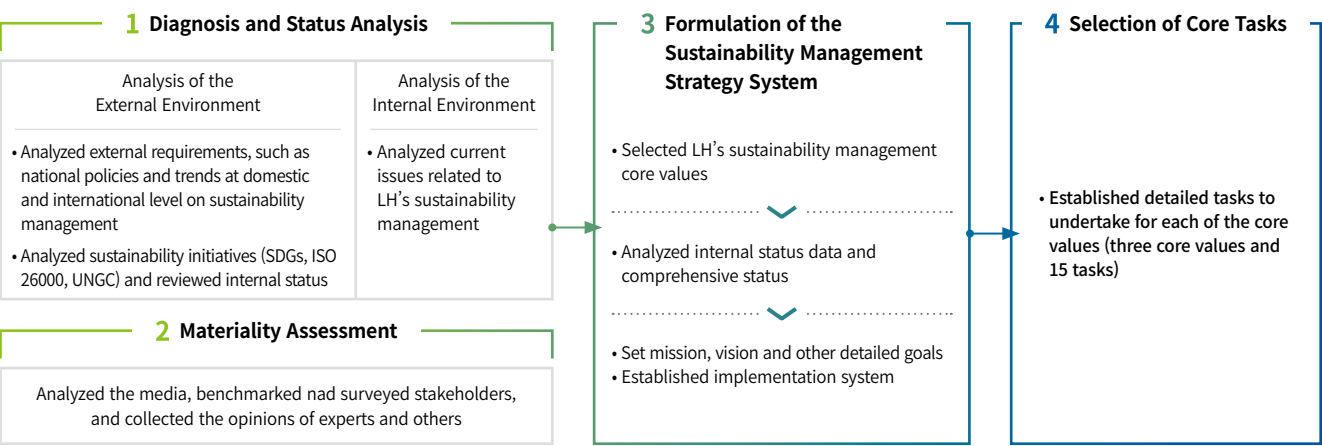 1 Diagnosis and Status Analysis
Analysis of the
External Environment
• Analyzed external requirements, such as
national policies and trends at domestic
and international level on sustainability
management
• Analyzed sustainability initiatives (SDGs, ISO
26000, UNGC) and reviewed internal status
Analysis of the
Internal Environment
• Analyzed current
issues related to
LH's sustainability
management
2 Materiality Assessment
Analyzed the media, benchmarked nad surveyed stakeholders,
and collected the opinions of experts and others
3 Formulation of the
Sustainability Management
Strategy System
• Selected LH's sustainability management
core values
• Analyzed internal status data and
comprehensive status
• Set mission, vision and other detailed goals
• Established implementation system
4 Selection of Core Tasks
• Established detailed tasks to
undertake for each of the core
values (three core values and
15 tasks)